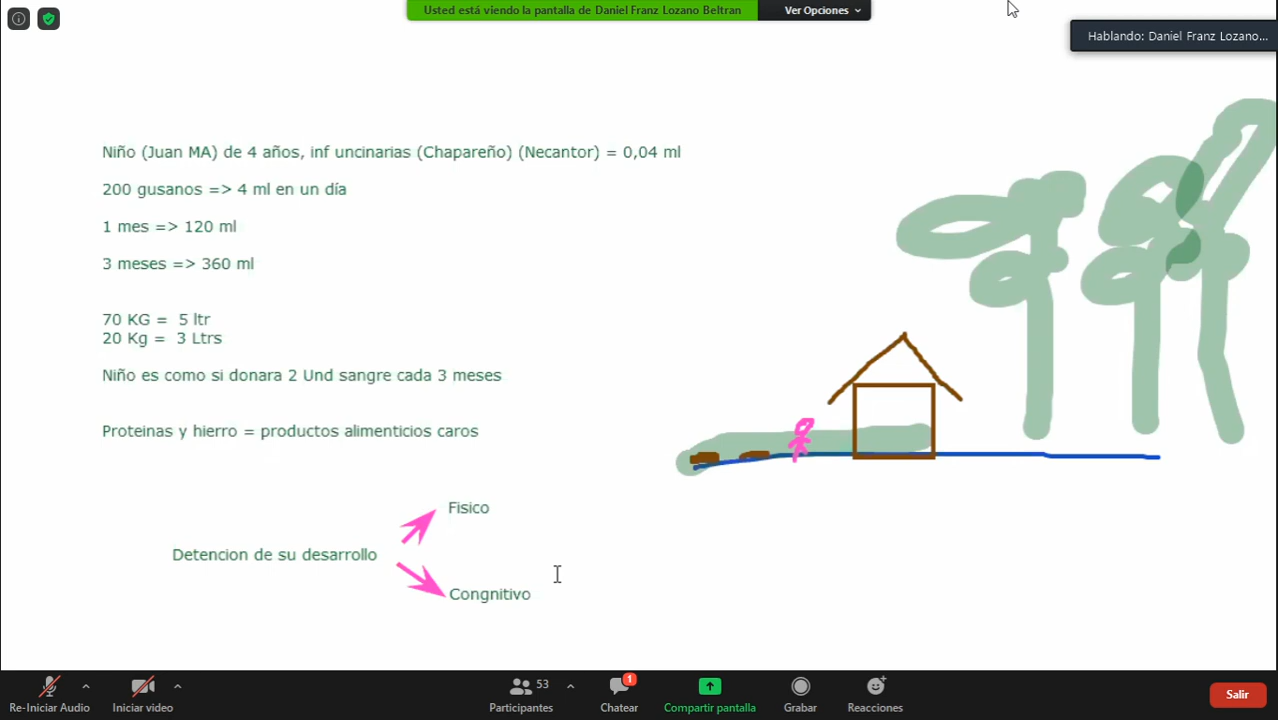 Usted está viendo la pantalla de Daniel Franz Lozano Beltran
Ver Opciones
Hablando: Daniel Franz Lozano...
Niño (Juan MA) de 4 años, inf uncinarias (Chapareño) (Necantor) = 0,04 ml
200 gusanos => 4 ml en un día
1 mes => 120 ml
3 meses => 360 ml
70 KG = 5 ltr
20 Kg = 3 Ltrs
Niño es como si donara 2 Und sangre cada 3 meses
Proteinas y hierro = productos alimenticios caros
Fisico
Detencion de su desarrollo
Congnitivo
53
1
Re-Iniciar Audio
Iniciar video
Participantes
Chatear
Compartir pantalla
Grabar
Reacciones
Salir